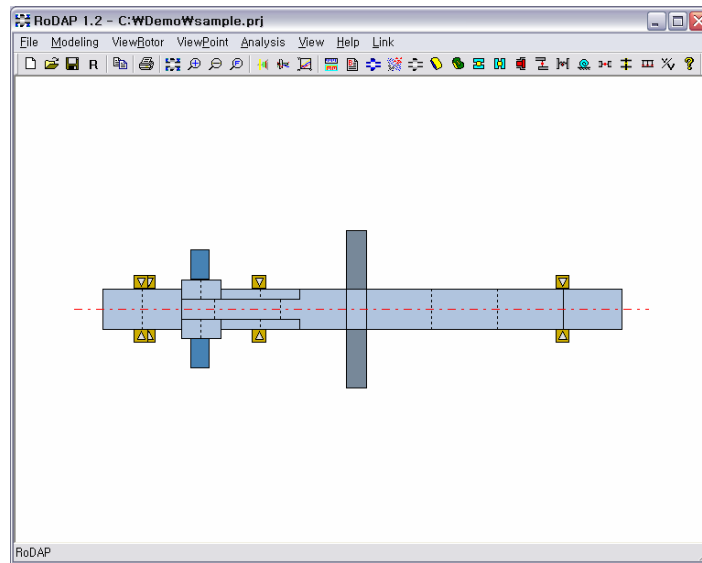 RoDAP 1.2 - C:₩Demo₩sample.prj
File Modeling ViewRotor ViewPoint Analysis View Help Link
R
RoDAP